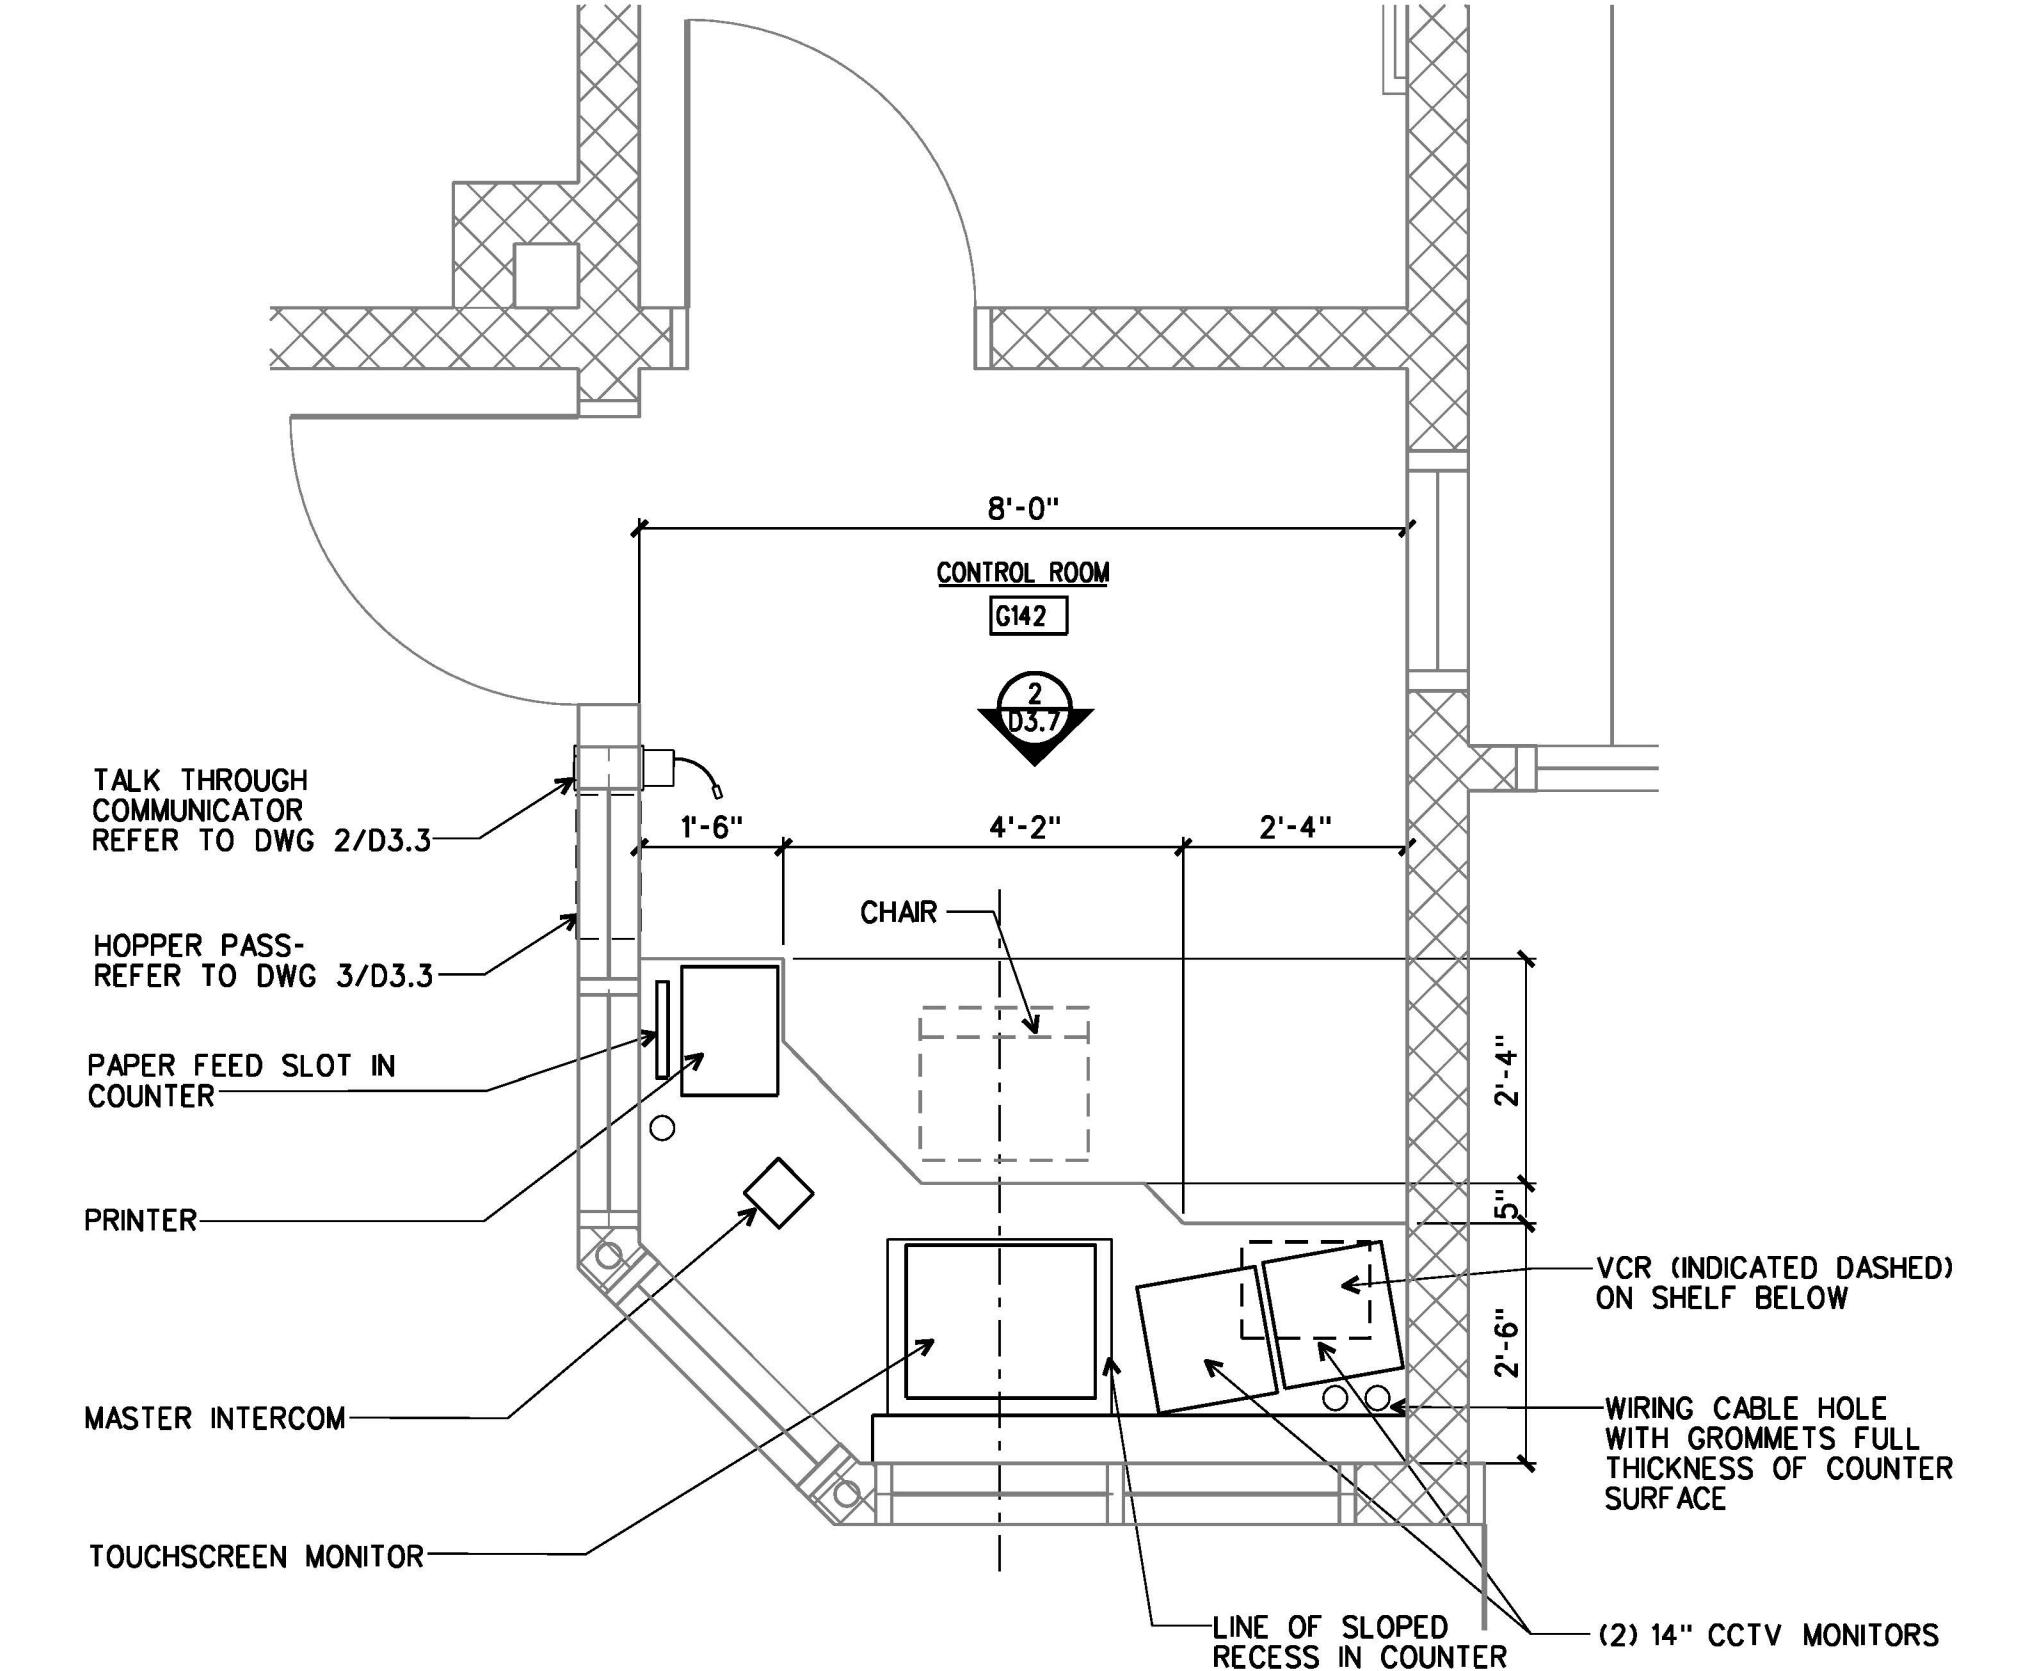 8'-0"
CONTROL ROOM
G142
2
D3.7
TALK THROUGH
COMMUNICATOR
REFER TO DWG 2/D3.3
1'-6"
4'-2"
2'-4"
CHAIR
HOPPER PASS-
REFER TO DWG 3/D3.3
PAPER FEED SLOT IN
COUNTER
2'-4"
PRINTER
5"
VCR (INDICATED DASHED)
ON SHELF BELOW
2'-6"
MASTER INTERCOM
WIRING CABLE HOLE
WITH GROMMETS FULL
THICKNESS OF COUNTER
SURFACE
TOUCHSCREEN MONITOR
LINE OF SLOPED
RECESS IN COUNTER
(2) 14" CCTV MONITORS